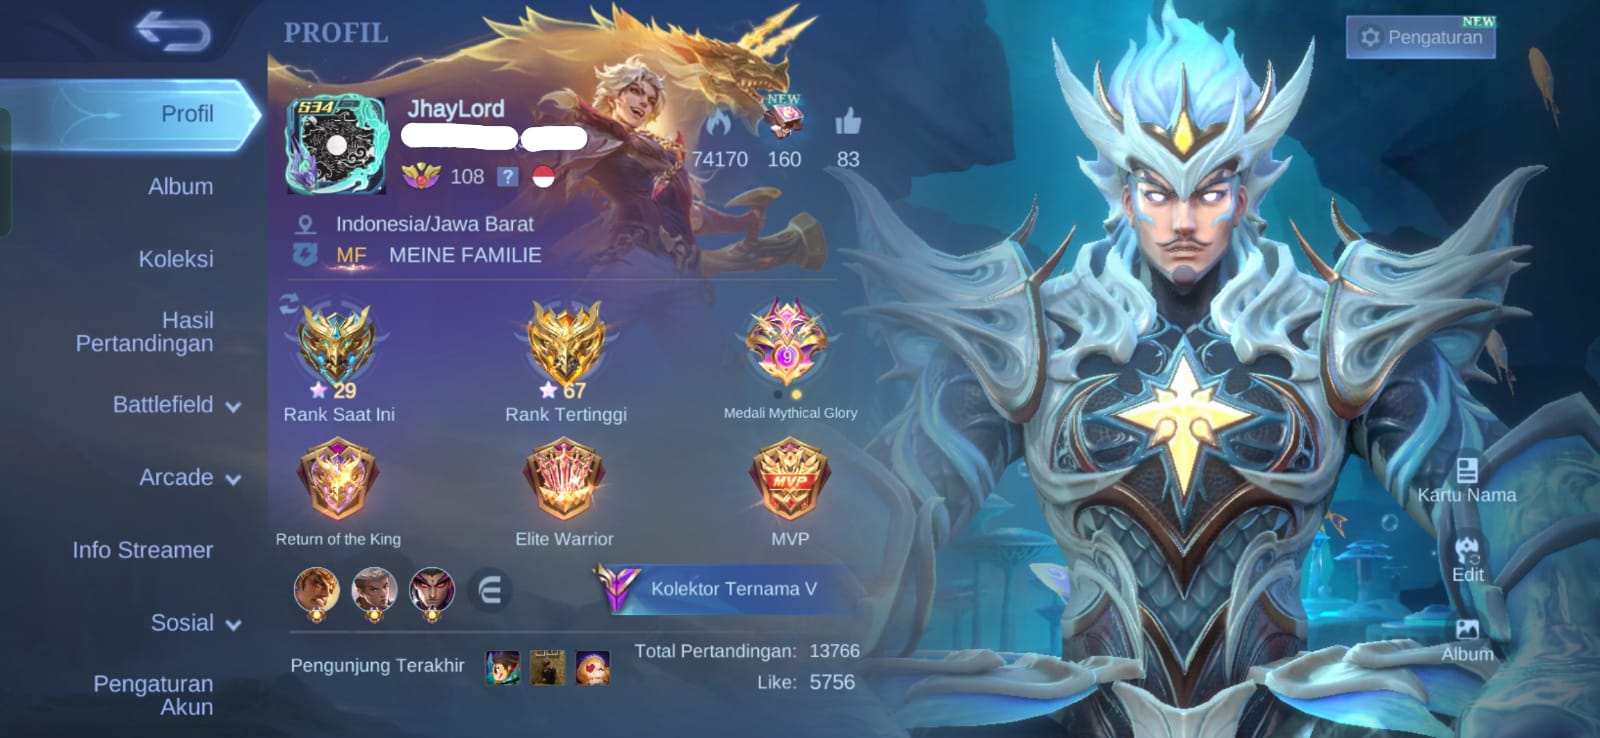 PROFIL
NEW
Pengaturan
Profil
Album
Koleksi
Hasil
Pertandingan
Battlefield
Arcade
Info Streamer
Sosial
Pengaturan
Akun
S34
JhayLord
108
?
NEW
74170
160
83
Indonesia/Jawa Barat
MF MEINE FAMILIE
29
Rank Saat Ini
67
Rank Tertinggi
9
Medali Mythical Glory
Return of the King
Elite Warrior
MVP
MVP
Kolektor Ternama V
Pengunjung Terakhir
Total Pertandingan: 13766
Like: 5756
Kartu Nama
Edit
Album